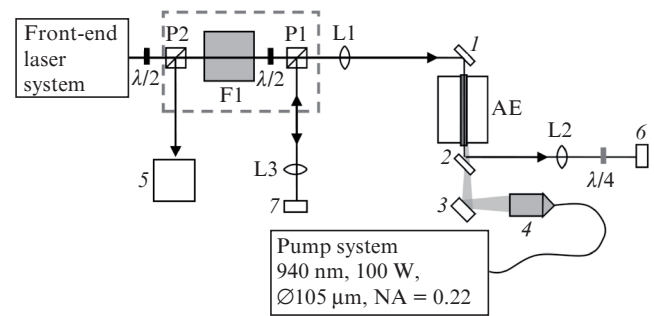 Front-end
laser
system
λ/2
P2
F1
λ/2
P1
L1
1
AE
2
L2
λ/4
6
5
L3
7
3
4
Pump system
940 nm, 100 W,
∅105 μm, NA = 0.22